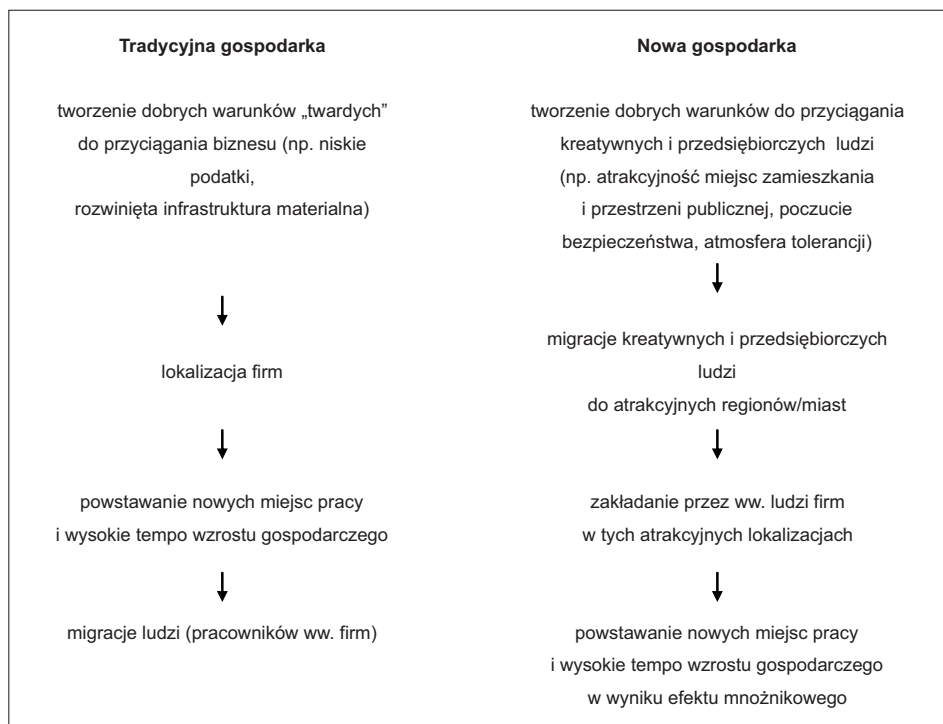 Tradycyjna gospodarka
tworzenie dobrych warunków „twardych”
do przyciągania biznesu (np. niskie
podatki,
rozwinięta infrastruktura materialna)
lokalizacja firm
powstawanie nowych miejsc pracy
i wysokie tempo wzrostu gospodarczego
migracje ludzi (pracowników ww. firm)
Nowa gospodarka
tworzenie dobrych warunków do przyciągania
kreatywnych i przedsiębiorczych ludzi
(np. atrakcyjność miejsc zamieszkania
i przestrzeni publicznej, poczucie
bezpieczeństwa, atmosfera tolerancji)
migracje kreatywnych i przedsiębiorczych
ludzi
do atrakcyjnych regionów/miast
zakładanie przez ww. ludzi firm
w tych atrakcyjnych lokalizacjach
powstawanie nowych miejsc pracy
i wysokie tempo wzrostu gospodarczego
w wyniku efektu mnożnikowego